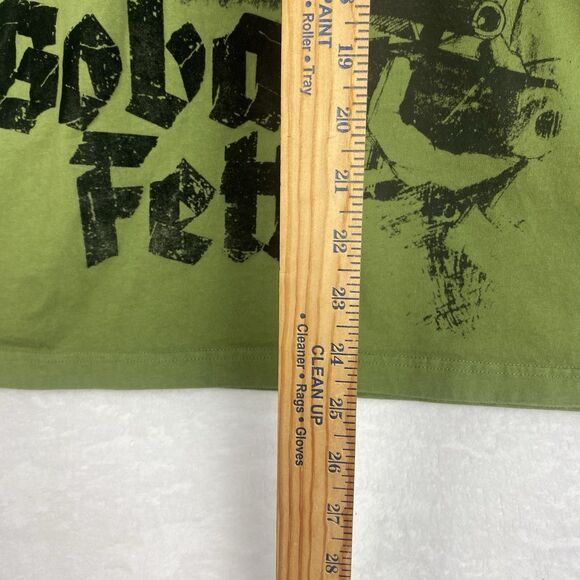 Boba
Fett
PAINT
• Roller • Tray
CLEAN UP
• Cleaner • Rags • Gloves
19
20
21
22
23
24
25
26
27
28